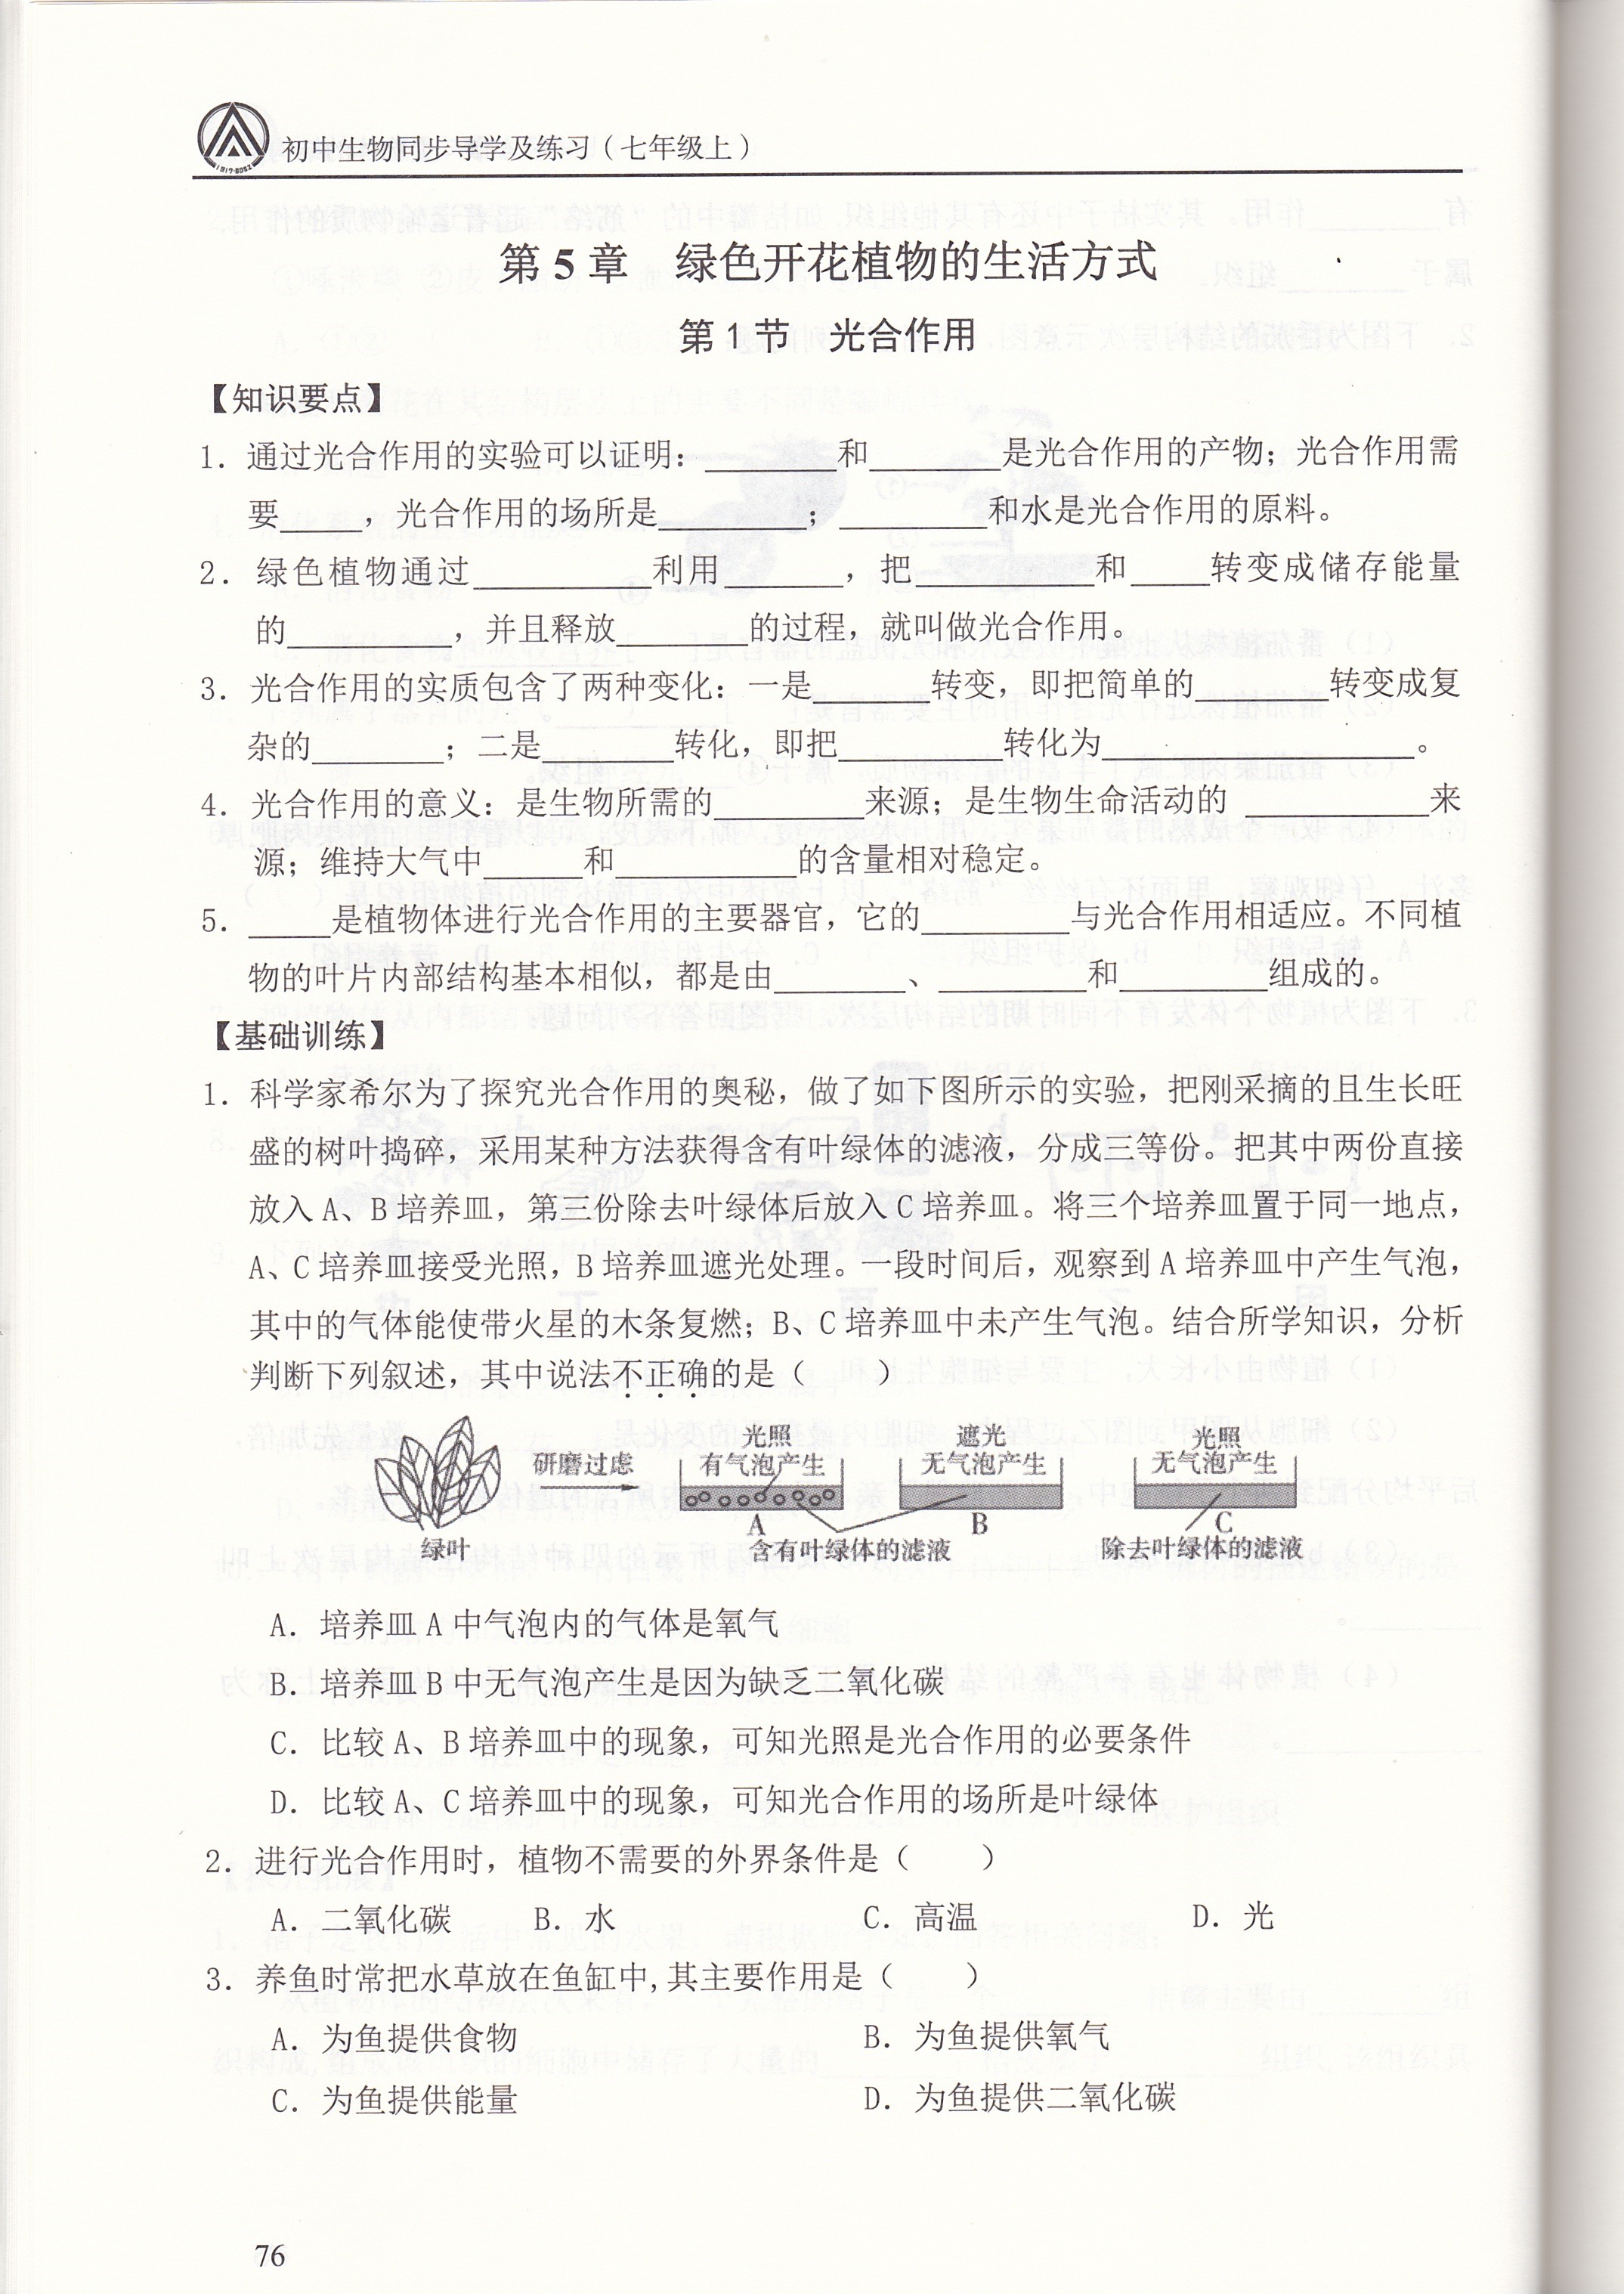 初中生物同步导学及练习（七年级上）
第 5 章　绿色开花植物的生活方式
第 1 节　光合作用
【知识要点】
1. 通过光合作用的实验可以证明：________和________是光合作用的产物；光合作用需
要_____，光合作用的场所是_________；_________和水是光合作用的原料。
2. 绿色植物通过___________利用_______，把___________和_____转变成储存能量
的__________，并且释放________的过程，就叫做光合作用。
3. 光合作用的实质包含了两种变化：一是_______转变，即把简单的________转变成复
杂的________；二是________转化，即把__________转化为___________________。
4. 光合作用的意义：是生物所需的_________来源；是生物生命活动的___________来
源；维持大气中______和___________的含量相对稳定。
5. _____是植物体进行光合作用的主要器官，它的_________与光合作用相适应。不同植
物的叶片内部结构基本相似，都是由________、_________和_________组成的。
【基础训练】
1. 科学家希尔为了探究光合作用的奥秘，做了如下图所示的实验，把刚采摘的且生长旺
盛的树叶捣碎，采用某种方法获得含有叶绿体的滤液，分成三等份。把其中两份直接
放入 A、B 培养皿，第三份除去叶绿体后放入 C 培养皿。将三个培养皿置于同一地点，
A、C 培养皿接受光照，B 培养皿遮光处理。一段时间后，观察到 A 培养皿中产生气泡，
其中的气体能使带火星的木条复燃；B、C 培养皿中未产生气泡。结合所学知识，分析
判断下列叙述，其中说法不正确的是（　　）
光照　遮光　光照
研磨过虑　有气泡产生　无气泡产生　无气泡产生
A　B　C
绿叶　含有叶绿体的滤液　除去叶绿体的滤液
A. 培养皿 A 中气泡内的气体是氧气
B. 培养皿 B 中无气泡产生是因为缺乏二氧化碳
C. 比较 A、B 培养皿中的现象，可知光照是光合作用的必要条件
D. 比较 A、C 培养皿中的现象，可知光合作用的场所是叶绿体
2. 进行光合作用时，植物不需要的外界条件是（　　）
A. 二氧化碳　B. 水　C. 高温　D. 光
3. 养鱼时常把水草放在鱼缸中,其主要作用是（　　）
A. 为鱼提供食物　B. 为鱼提供氧气
C. 为鱼提供能量　D. 为鱼提供二氧化碳
76